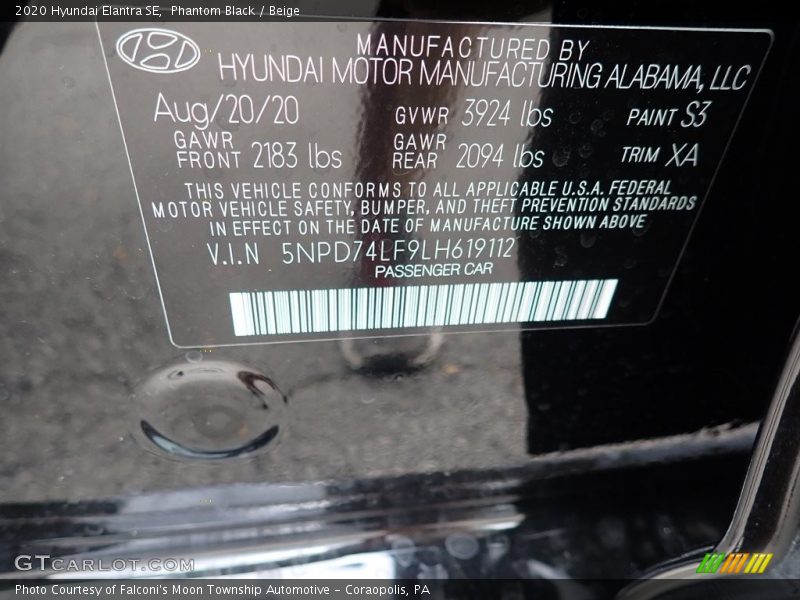 2020 Hyundai Elantra SE, Phantom Black / Beige
MANUFACTURED BY
HYUNDAI MOTOR MANUFACTURING ALABAMA, LLC
Aug/20/20 GVWR 3924 lbs PAINT S3
GAWR FRONT 2183 lbs GAWR REAR 2094 lbs TRIM XA
THIS VEHICLE CONFORMS TO ALL APPLICABLE U.S.A. FEDERAL
MOTOR VEHICLE SAFETY, BUMPER, AND THEFT PREVENTION STANDARDS
IN EFFECT ON THE DATE OF MANUFACTURE SHOWN ABOVE
V.I.N 5NPD74LF9LH619112
PASSENGER CAR
GTCARLOT.COM
Photo Courtesy of Falconi's Moon Township Automotive – Coraopolis, PA